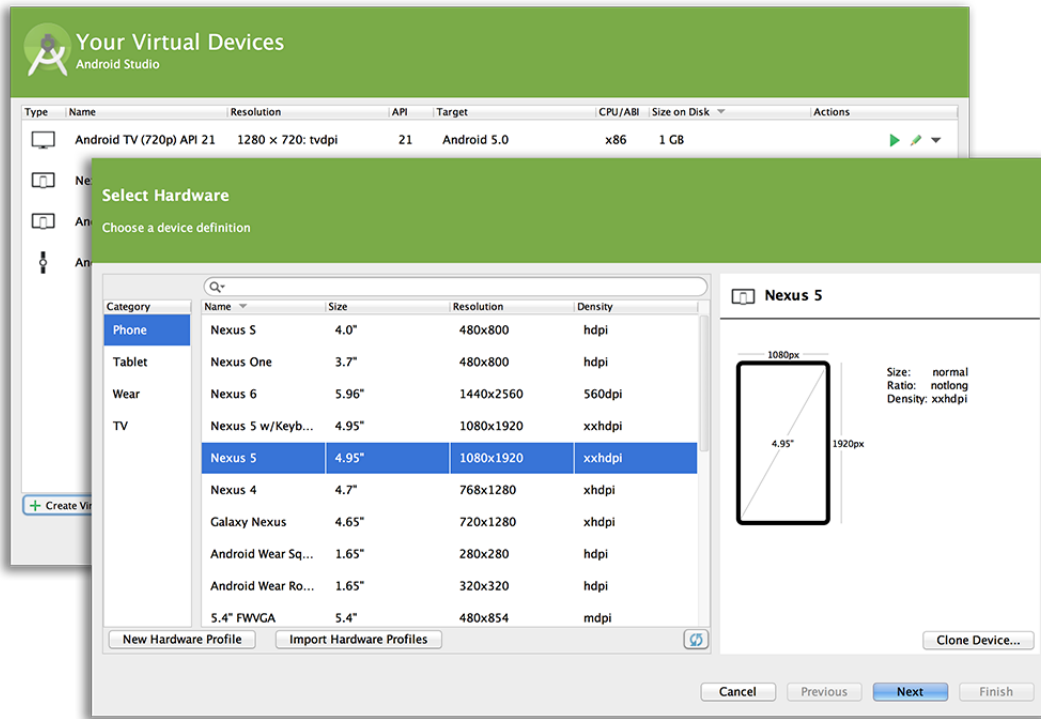 Your Virtual Devices
Android Studio
Type Name Resolution API Target CPU/ABI Size on Disk Actions
Android TV (720p) API 21 1280 × 720: tvdpi 21 Android 5.0 x86 1 GB
Ne
An
An
+ Create Vir
Select Hardware
Choose a device definition
Category
Phone
Tablet
Wear
TV
Name Size Resolution Density
Nexus S 4.0" 480x800 hdpi
Nexus One 3.7" 480x800 hdpi
Nexus 6 5.96" 1440x2560 560dpi
Nexus 5 w/Keyb... 4.95" 1080x1920 xxhdpi
Nexus 5 4.95" 1080x1920 xxhdpi
Nexus 4 4.7" 768x1280 xhdpi
Galaxy Nexus 4.65" 720x1280 xhdpi
Android Wear Sq... 1.65" 280x280 hdpi
Android Wear Ro... 1.65" 320x320 hdpi
5.4" FWVGA 5.4" 480x854 mdpi
New Hardware Profile Import Hardware Profiles
Nexus 5
1080px
4.95"
1920px
Size: normal
Ratio: notlong
Density: xxhdpi
Clone Device...
Cancel Previous Next Finish